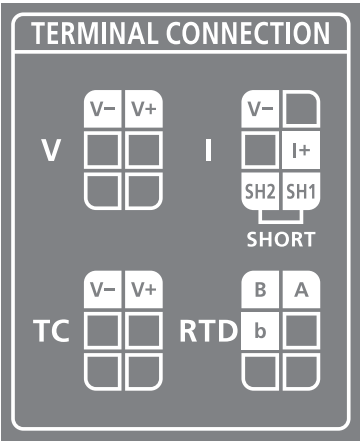 TERMINAL CONNECTION
V
V− V+
I
V−
I+
SH2 SH1
SHORT
TC
V− V+
RTD
B A
b